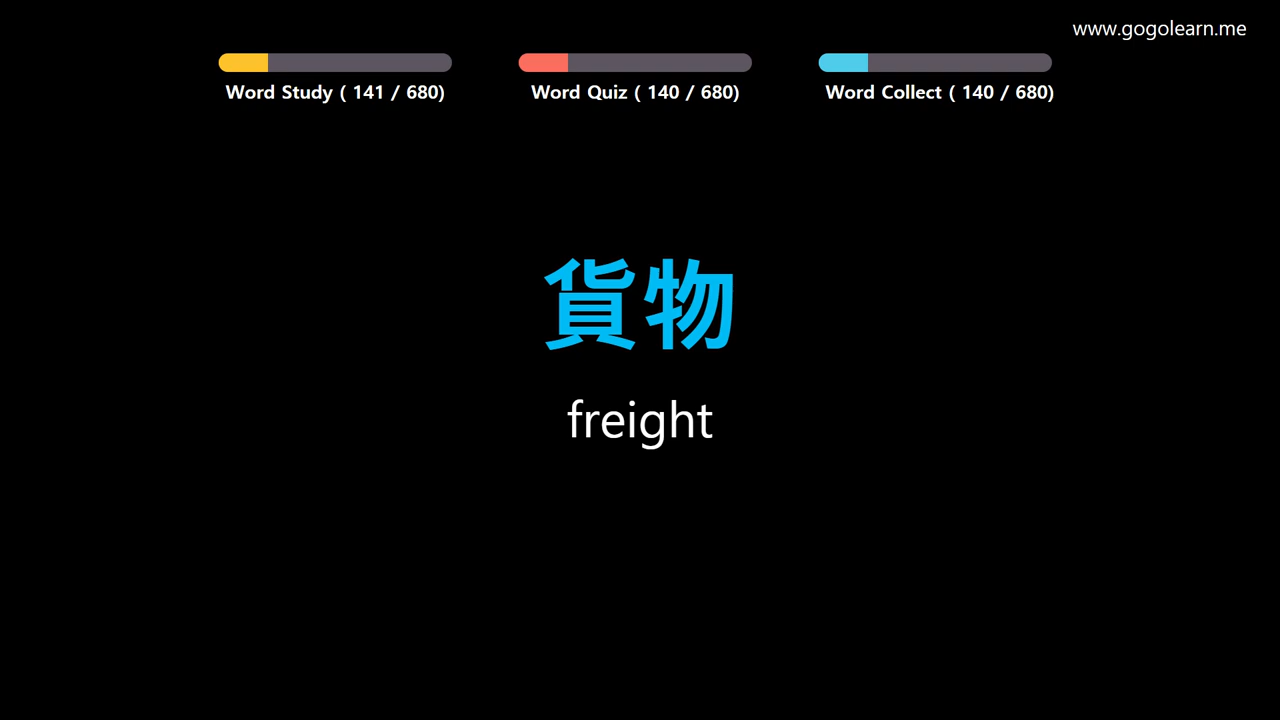 www.gogolearn.me
Word Study ( 141 / 680)
Word Quiz ( 140 / 680)
Word Collect ( 140 / 680)
貨物
freight